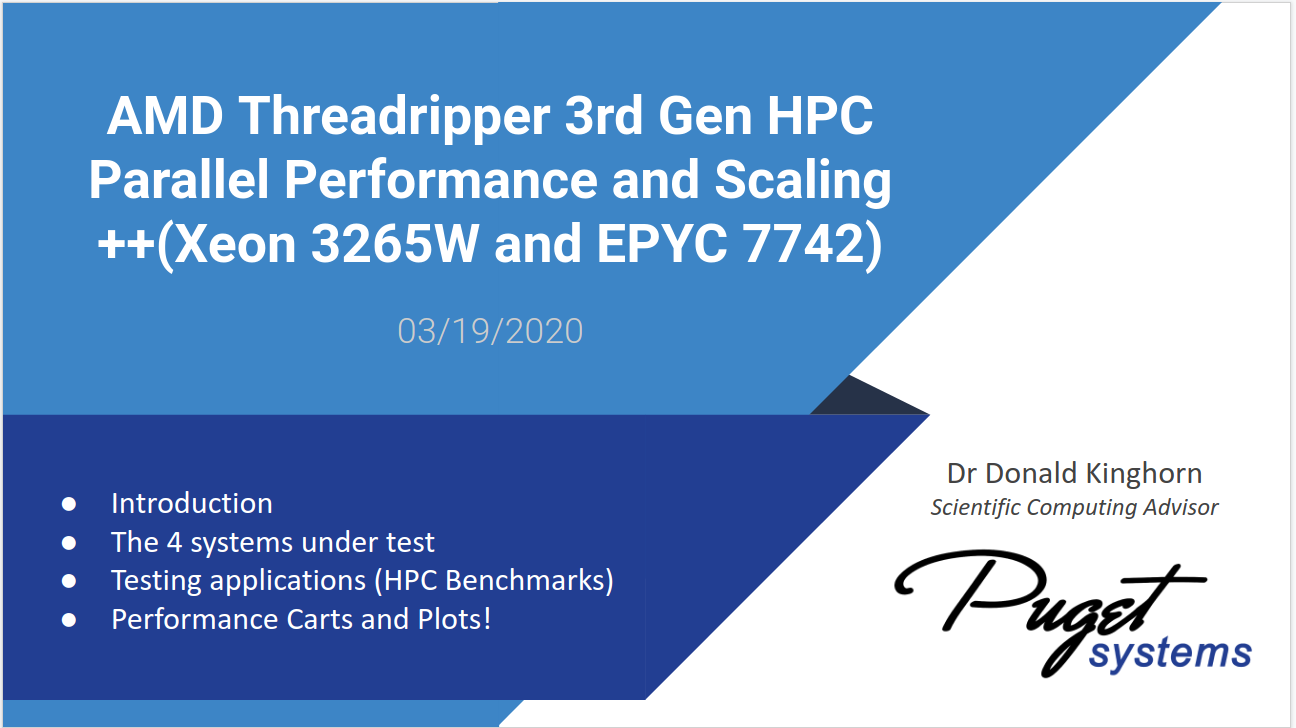 AMD Threadripper 3rd Gen HPC
Parallel Performance and Scaling
++(Xeon 3265W and EPYC 7742)
03/19/2020
● Introduction
● The 4 systems under test
● Testing applications (HPC Benchmarks)
● Performance Carts and Plots!
Dr Donald Kinghorn
Scientific Computing Advisor
Puget
systems